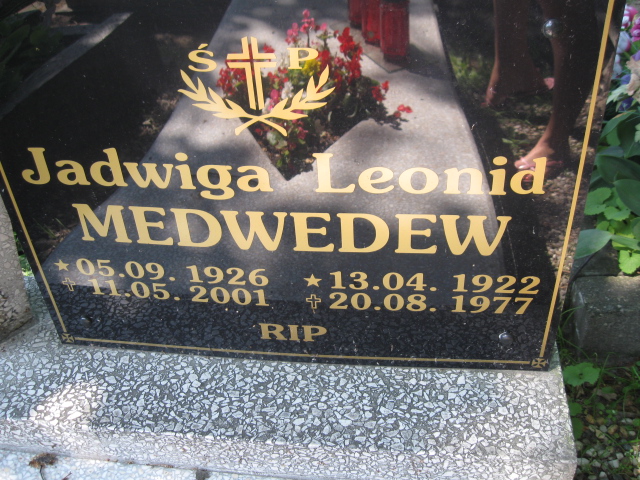 Ś P
Jadwiga Leonid
MEDWEDEW
★ 05.09. 1926 ★ 13.04. 1922
✝ 11.05. 2001 ✝ 20.08. 1977
RIP